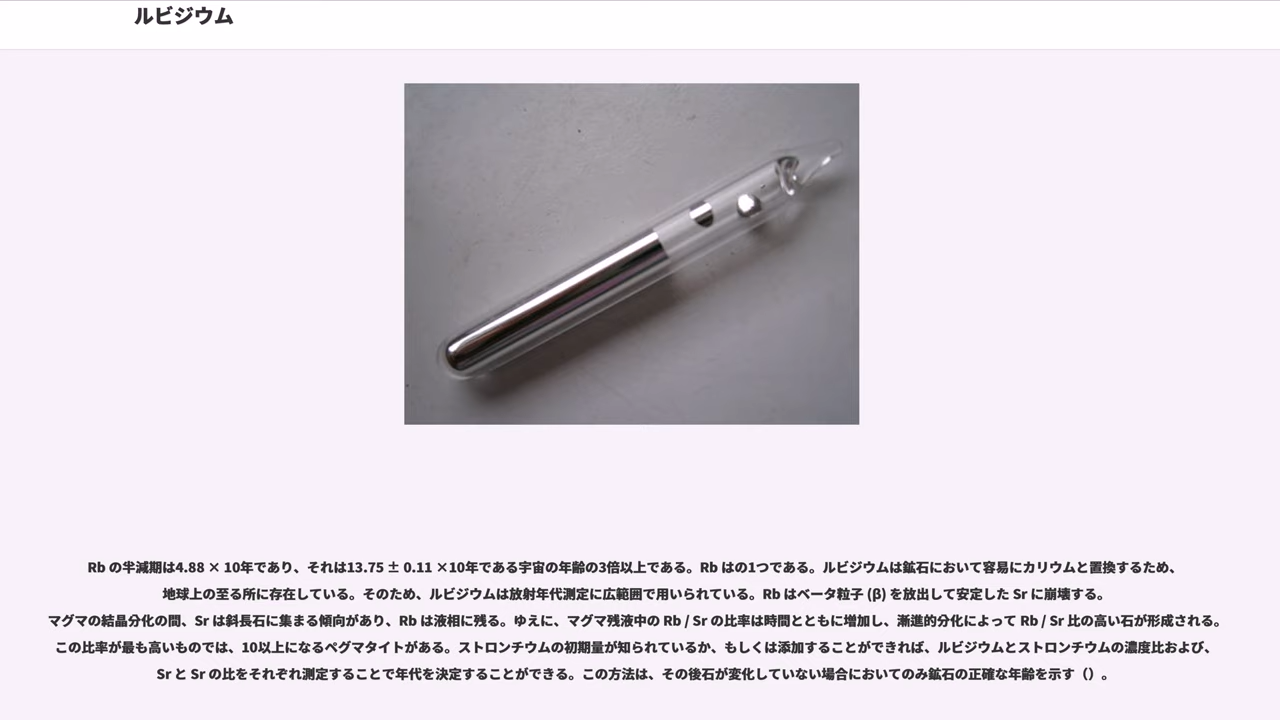 ルビジウム
Rb の半減期は4.88 × 10年であり、それは13.75 ± 0.11 ×10年である宇宙の年齢の3倍以上である。Rb はの1つである。ルビジウムは鉱石において容易にカリウムと置換するため、
地球上の至る所に存在している。そのため、ルビジウムは放射年代測定に広範囲で用いられている。Rb はベータ粒子 (β) を放出して安定した Sr に崩壊する。
マグマの結晶分化の間、Sr は斜長石に集まる傾向があり、Rb は液相に残る。ゆえに、マグマ残液中の Rb / Sr の比率は時間とともに増加し、漸進的分化によって Rb / Sr 比の高い石が形成される。
この比率が最も高いものでは、10以上になるペグマタイトがある。ストロンチウムの初期量が知られているか、もしくは添加することができれば、ルビジウムとストロンチウムの濃度比および、
Sr と Sr の比をそれぞれ測定することで年代を決定することができる。この方法は、その後石が変化していない場合においてのみ鉱石の正確な年齢を示す（）。